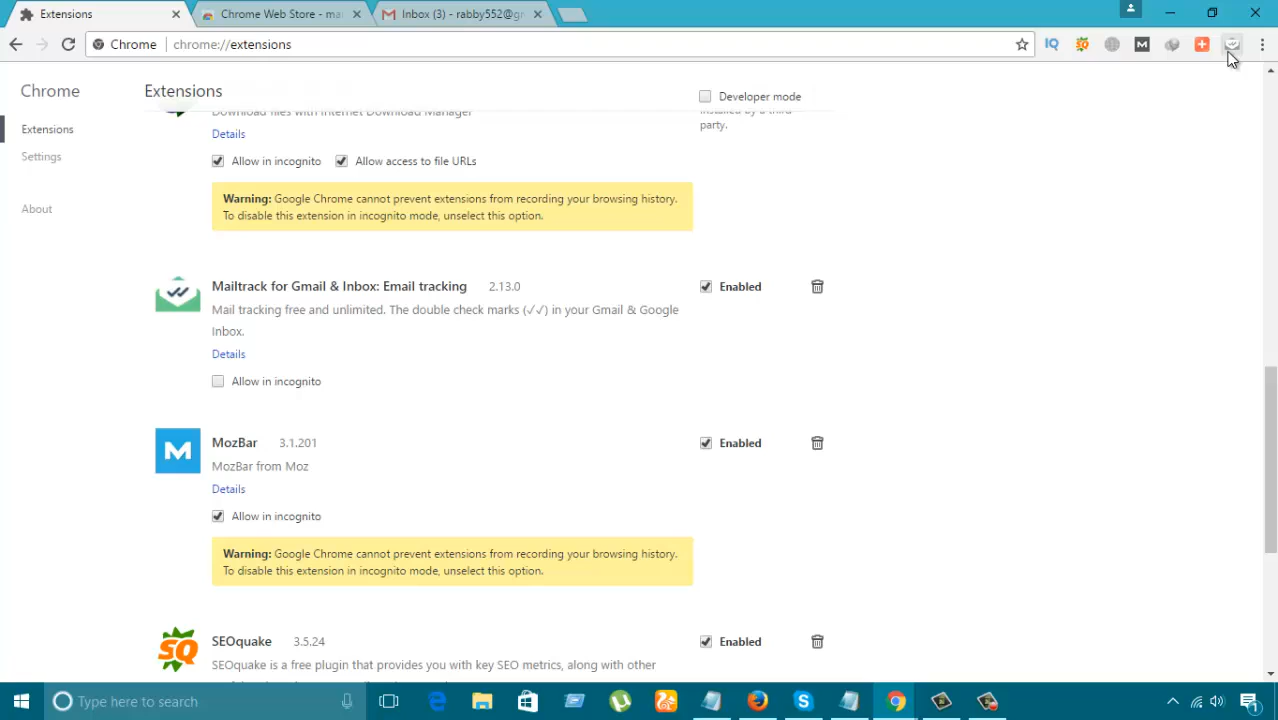 Extensions
Chrome Web Store - ma
Inbox (3) - rabby552@gr
Chrome
chrome://extensions
Chrome
Extensions
Settings
About
Extensions
Developer mode
Download files with Internet Download Manager
Installed by a third
party.
Details
Allow in incognito
Allow access to file URLs
Warning: Google Chrome cannot prevent extensions from recording your browsing history.
To disable this extension in incognito mode, unselect this option.
Mailtrack for Gmail & Inbox: Email tracking 2.13.0
Enabled
Mail tracking free and unlimited. The double check marks (✓✓) in your Gmail & Google
Inbox.
Details
Allow in incognito
MozBar 3.1.201
Enabled
MozBar from Moz
Details
Allow in incognito
Warning: Google Chrome cannot prevent extensions from recording your browsing history.
To disable this extension in incognito mode, unselect this option.
SEOquake 3.5.24
Enabled
SEOquake is a free plugin that provides you with key SEO metrics, along with other
Type here to search